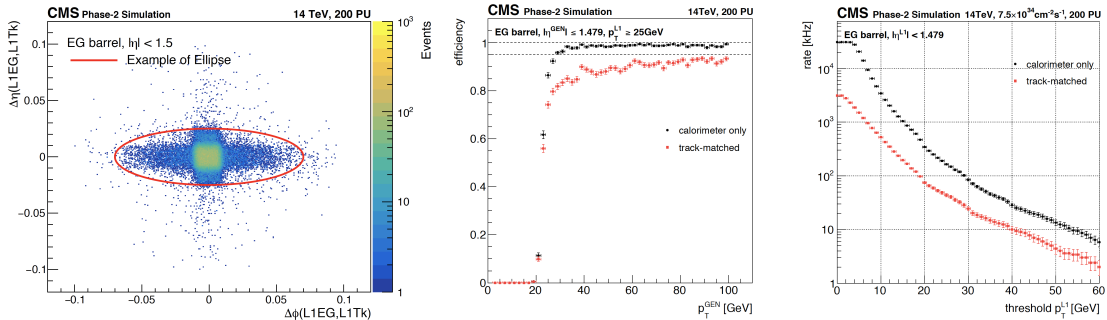 CMS Phase-2 Simulation 14 TeV, 200 PU
EG barrel, |η| < 1.5
Example of Ellipse
Δη(L1EG,L1Tk)
0.1
0.05
0
−0.05
−0.1
−0.1 −0.05 0 0.05 0.1
Δϕ(L1EG,L1Tk)
Events
10³
10²
10
1
CMS Phase-2 Simulation 14TeV, 200 PU
EG barrel, |η^GEN| ≤ 1.479, p_T^L1 ≥ 25GeV
efficiency
1
0.8
0.6
0.4
0.2
0
calorimeter only
track-matched
0 20 40 60 80 100
p_T^GEN [GeV]
CMS Phase-2 Simulation 14TeV, 7.5×10³⁴cm⁻²s⁻¹, 200 PU
EG barrel, |η^L1| < 1.479
rate [kHz]
10⁴
10³
10²
10
1
calorimeter only
track-matched
0 10 20 30 40 50 60
threshold p_T^L1 [GeV]